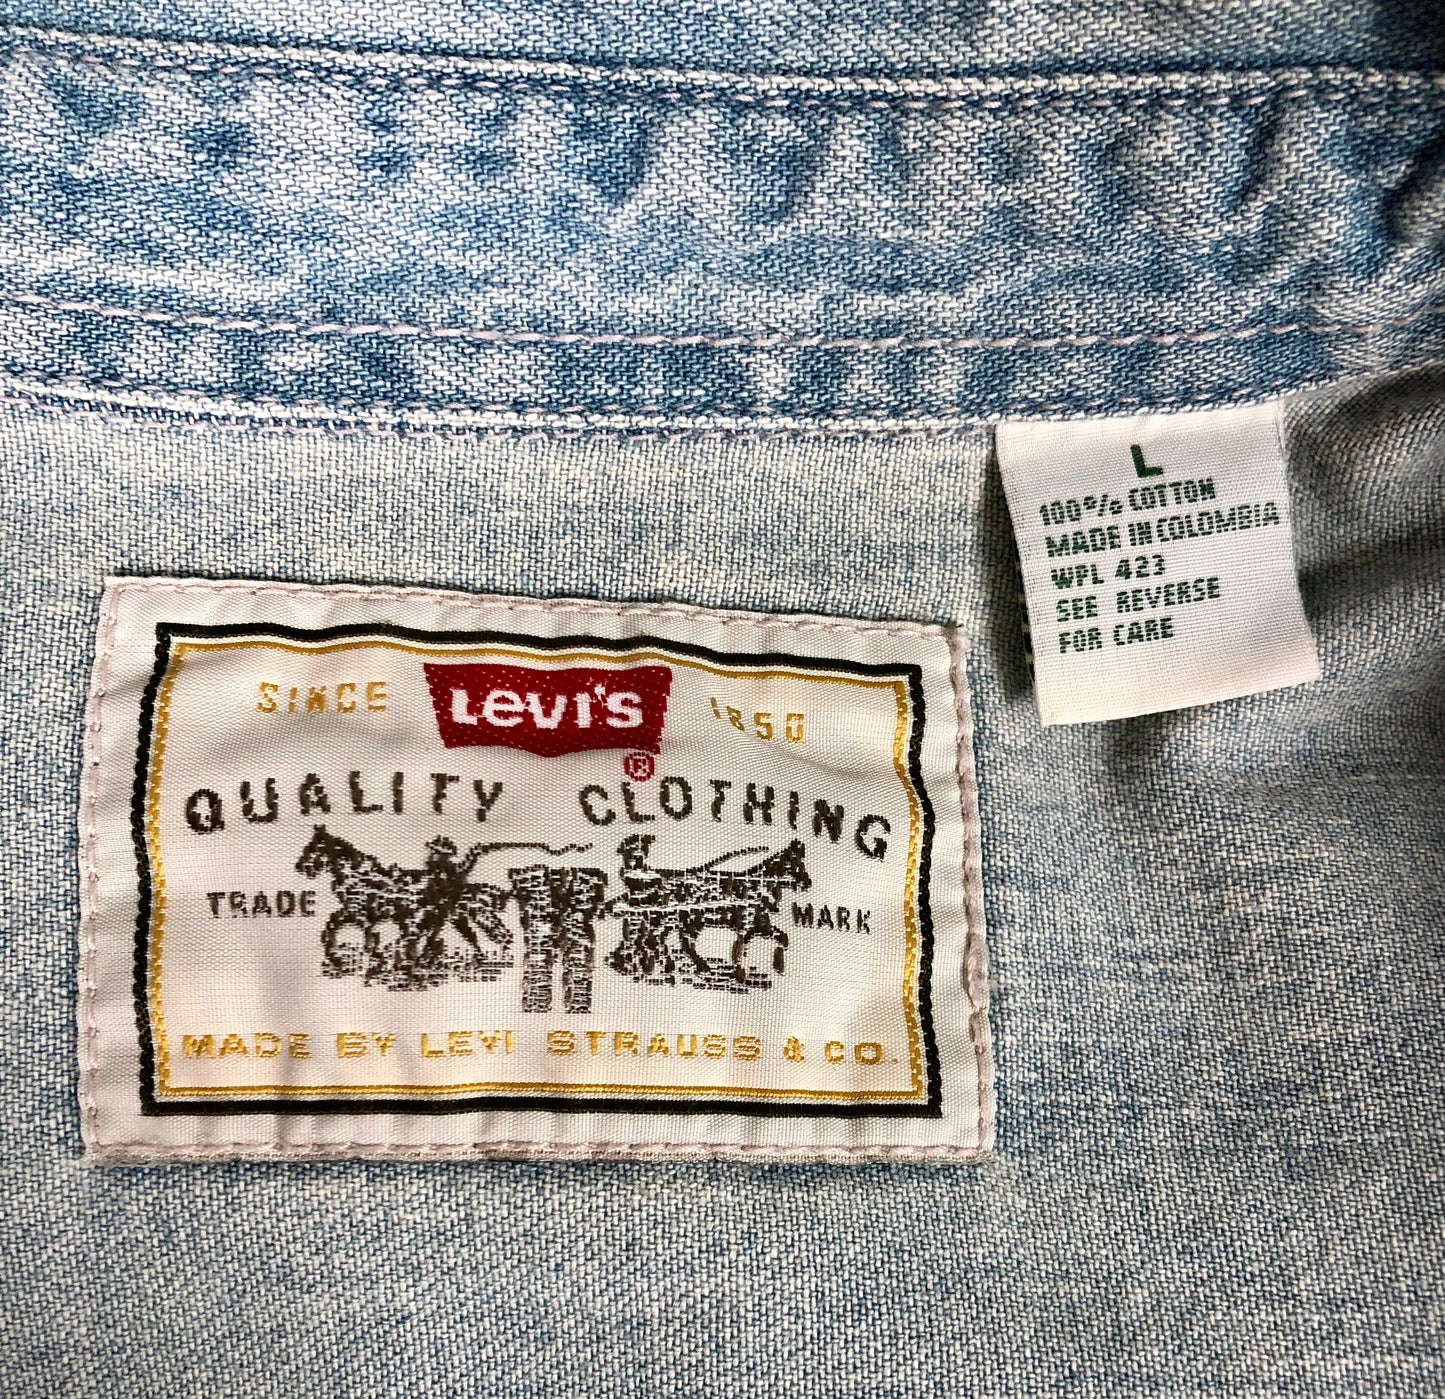 L
100% COTTON
MADE IN COLOMBIA
WPL 423
SEE REVERSE
FOR CARE
SINCE LEVI'S 1850
®
QUALITY CLOTHING
TRADE MARK
MADE BY LEVI STRAUSS & CO.